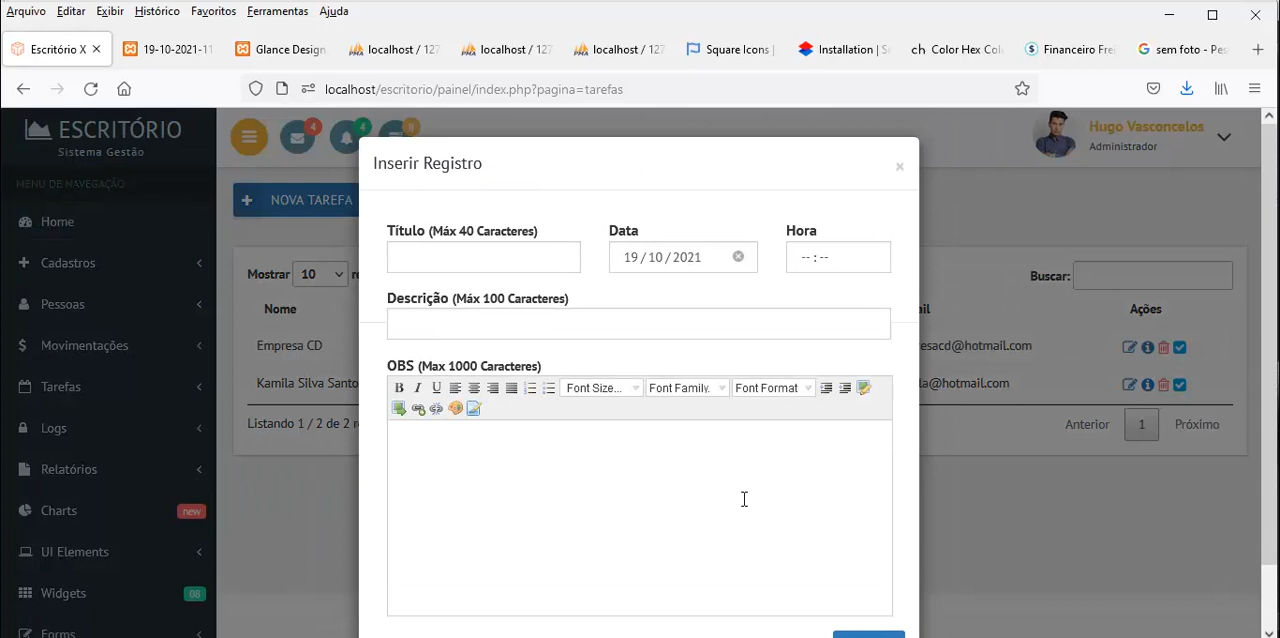 Arquivo Editar Exibir Histórico Favoritos Ferramentas Ajuda
Escritório X 19-10-2021-11 Glance Design localhost / 127 localhost / 127 localhost / 127 Square Icons Installation | S Color Hex Col Financeiro Fre sem foto - Pes
localhost/escritorio/painel/index.php?pagina=tarefas
ESCRITÓRIO
Sistema Gestão
4 4
Hugo Vasconcelos
Administrador
MENU DE NAVEGAÇÃO
Home
Cadastros
Pessoas
Movimentações
Tarefas
Logs
Relatórios
Charts new
UI Elements
Widgets 08
Forms
NOVA TAREFA
Mostrar 10 re
Buscar:
Nome ail Ações
Empresa CD esacd@hotmail.com
Kamila Silva Santo la@hotmail.com
Listando 1 / 2 de 2 r
Anterior 1 Próximo
Inserir Registro
×
Título (Máx 40 Caracteres) Data Hora
19 / 10 / 2021 -- : --
Descrição (Máx 100 Caracteres)
OBS (Max 1000 Caracteres)
B I U Font Size... Font Family. Font Format